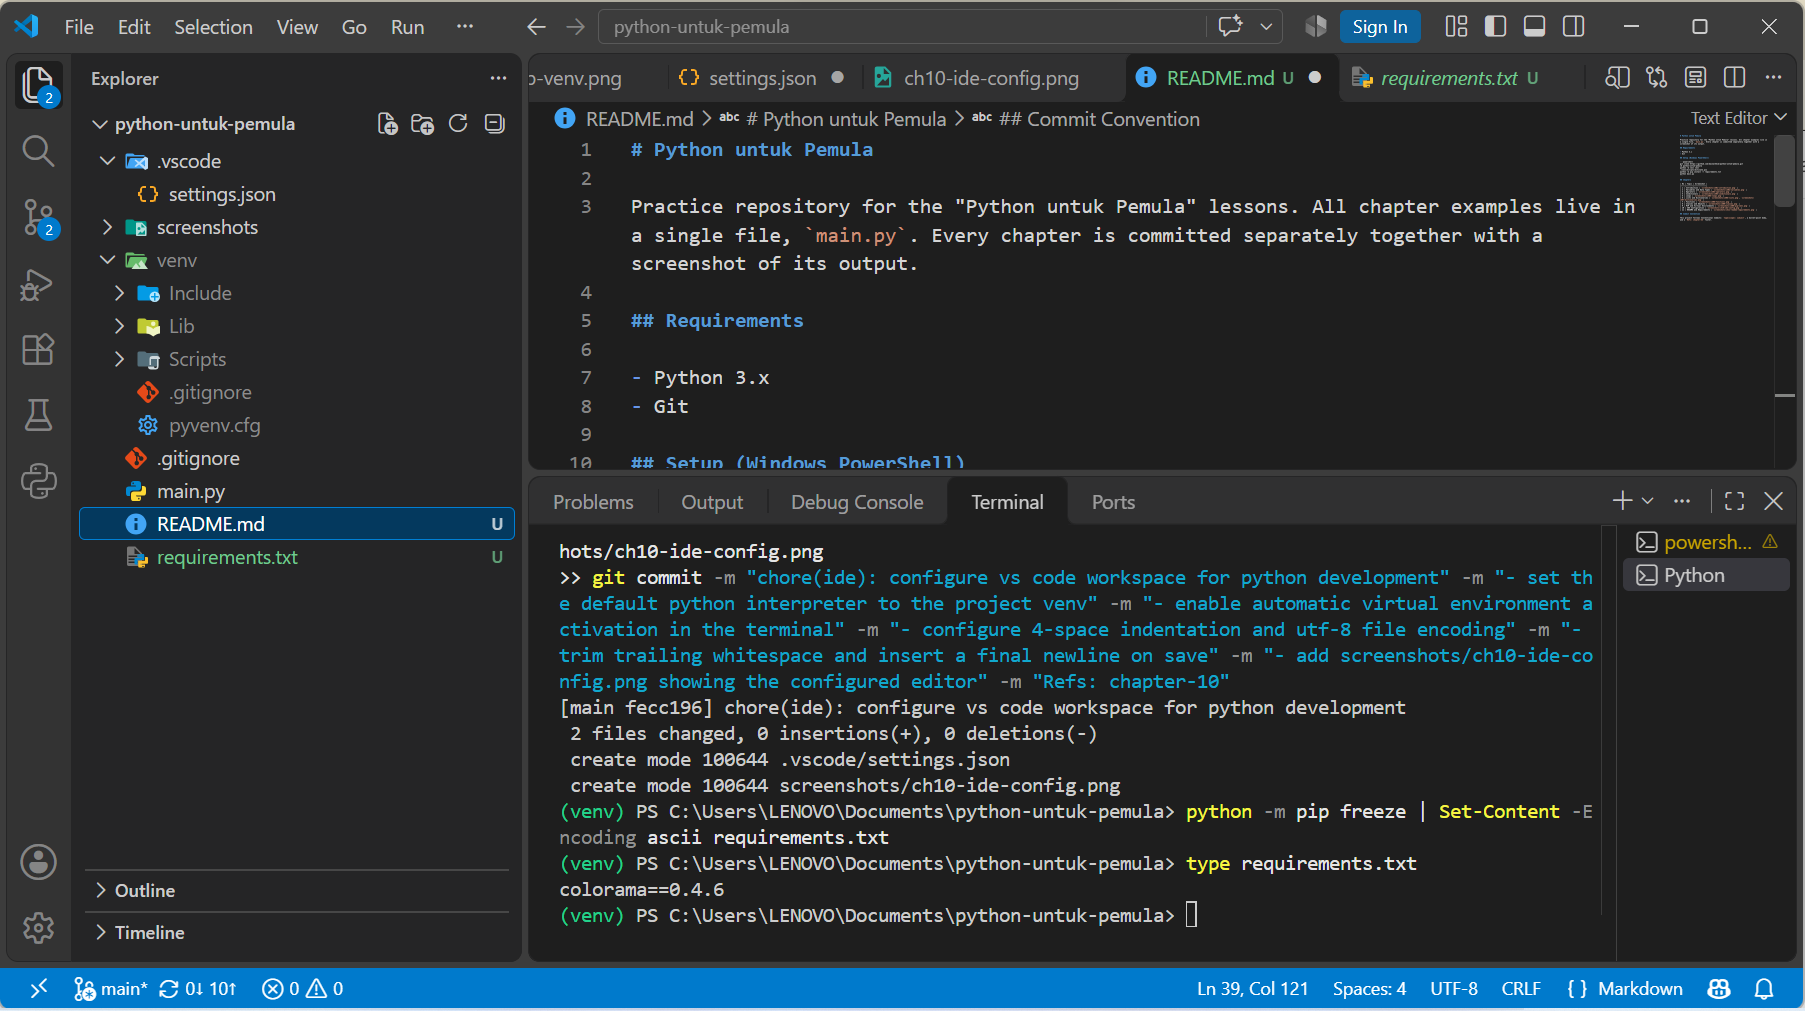 File Edit Selection View Go Run ···
python-untuk-pemula
Sign In
Explorer
python-untuk-pemula
.vscode
settings.json
screenshots
venv
Include
Lib
Scripts
.gitignore
pyvenv.cfg
.gitignore
main.py
README.md U
requirements.txt U
Outline
Timeline
o-venv.png
settings.json
ch10-ide-config.png
README.md U
requirements.txt U
README.md > abc # Python untuk Pemula > abc ## Commit Convention
Text Editor
1 # Python untuk Pemula
2
3 Practice repository for the "Python untuk Pemula" lessons. All chapter examples live in
a single file, `main.py`. Every chapter is committed separately together with a
screenshot of its output.
4
5 ## Requirements
6
7 - Python 3.x
8 - Git
9
10 ## Setup (Windows PowerShell)
Problems Output Debug Console Terminal Ports
hots/ch10-ide-config.png
>> git commit -m "chore(ide): configure vs code workspace for python development" -m "- set th
e default python interpreter to the project venv" -m "- enable automatic virtual environment a
ctivation in the terminal" -m "- configure 4-space indentation and utf-8 file encoding" -m "-
trim trailing whitespace and insert a final newline on save" -m "- add screenshots/ch10-ide-co
nfig.png showing the configured editor" -m "Refs: chapter-10"
[main fecc196] chore(ide): configure vs code workspace for python development
2 files changed, 0 insertions(+), 0 deletions(-)
create mode 100644 .vscode/settings.json
create mode 100644 screenshots/ch10-ide-config.png
(venv) PS C:\Users\LENOVO\Documents\python-untuk-pemula> python -m pip freeze | Set-Content -E
ncoding ascii requirements.txt
(venv) PS C:\Users\LENOVO\Documents\python-untuk-pemula> type requirements.txt
colorama==0.4.6
(venv) PS C:\Users\LENOVO\Documents\python-untuk-pemula>
powersh...
Python
2
2
main* 0↓ 10↑ 0 0
Ln 39, Col 121 Spaces: 4 UTF-8 CRLF { } Markdown